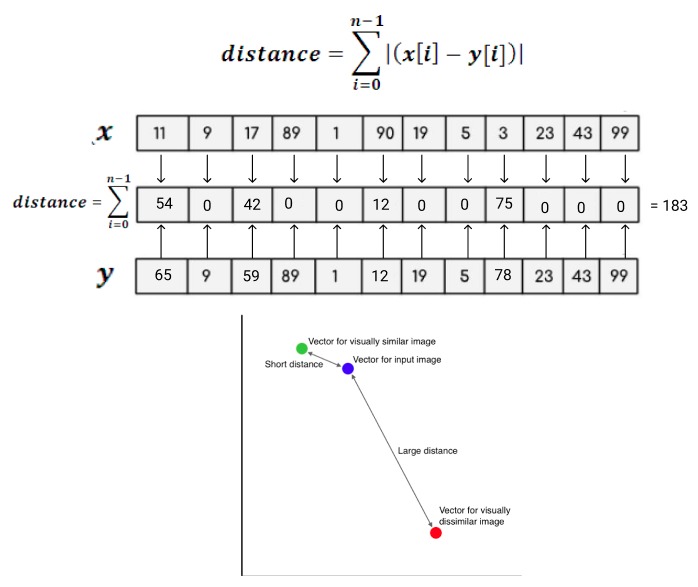 distance = \sum_{i=0}^{n-1} |(x[i] − y[i])|
x 11 9 17 89 1 90 19 5 3 23 43 99
distance = \sum_{i=0}^{n-1} 54 0 42 0 0 12 0 0 75 0 0 0 = 183
y 65 9 59 89 1 12 19 5 78 23 43 99
Vector for visually similar image
Vector for input image
Short distance
Large distance
Vector for visually
dissimilar image